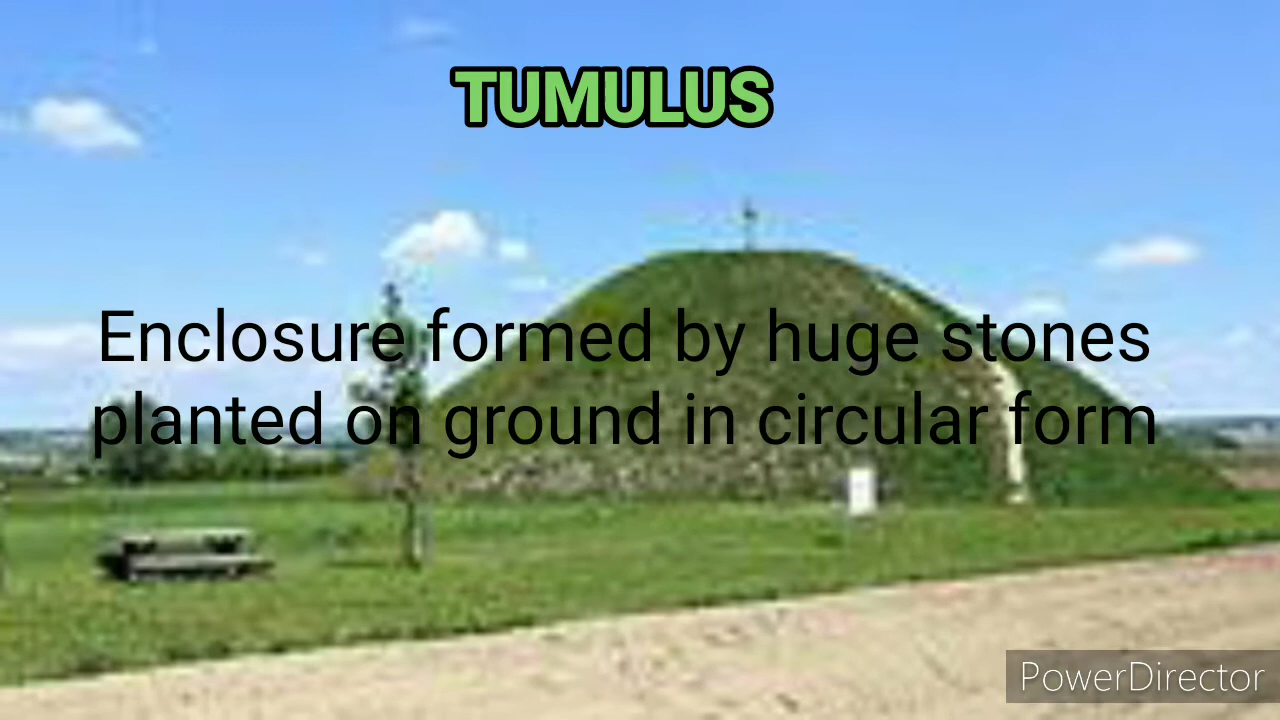 TUMULUS
Enclosure formed by huge stones
planted on ground in circular form
PowerDirector